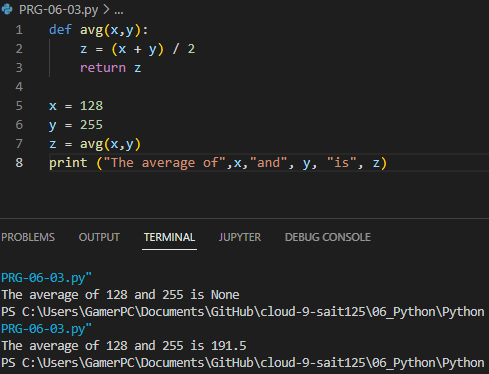 PRG-06-03.py > ...
1 def avg(x,y):
2     z = (x + y) / 2
3     return z
4
5 x = 128
6 y = 255
7 z = avg(x,y)
8 print ("The average of",x,"and", y, "is", z)
PROBLEMS OUTPUT TERMINAL JUPYTER DEBUG CONSOLE
PRG-06-03.py"
The average of 128 and 255 is None
PS C:\Users\GamerPC\Documents\GitHub\cloud-9-sait125\06_Python\Python
PRG-06-03.py"
The average of 128 and 255 is 191.5
PS C:\Users\GamerPC\Documents\GitHub\cloud-9-sait125\06_Python\Python